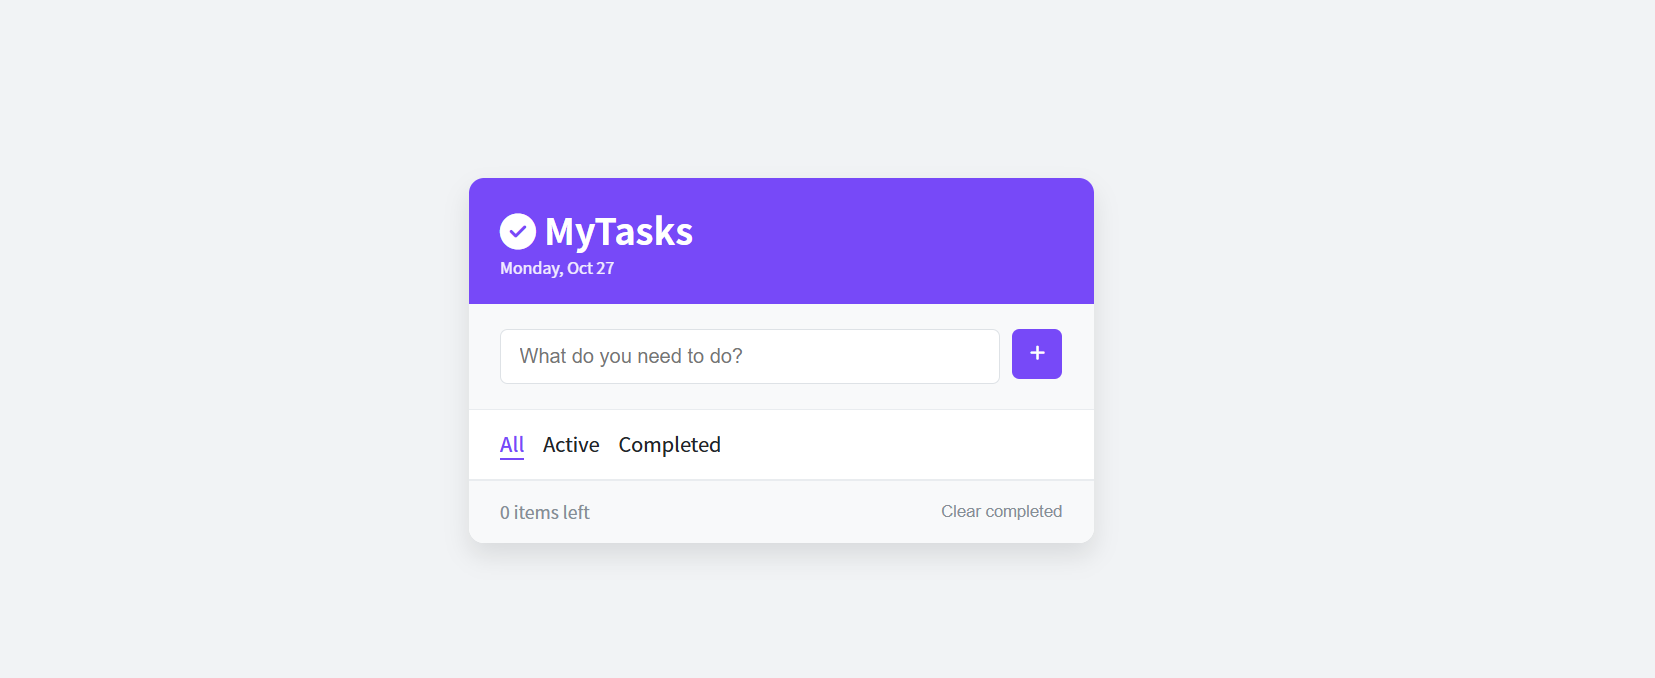 MyTasks
Monday, Oct 27
What do you need to do?
+
All Active Completed
0 items left Clear completed